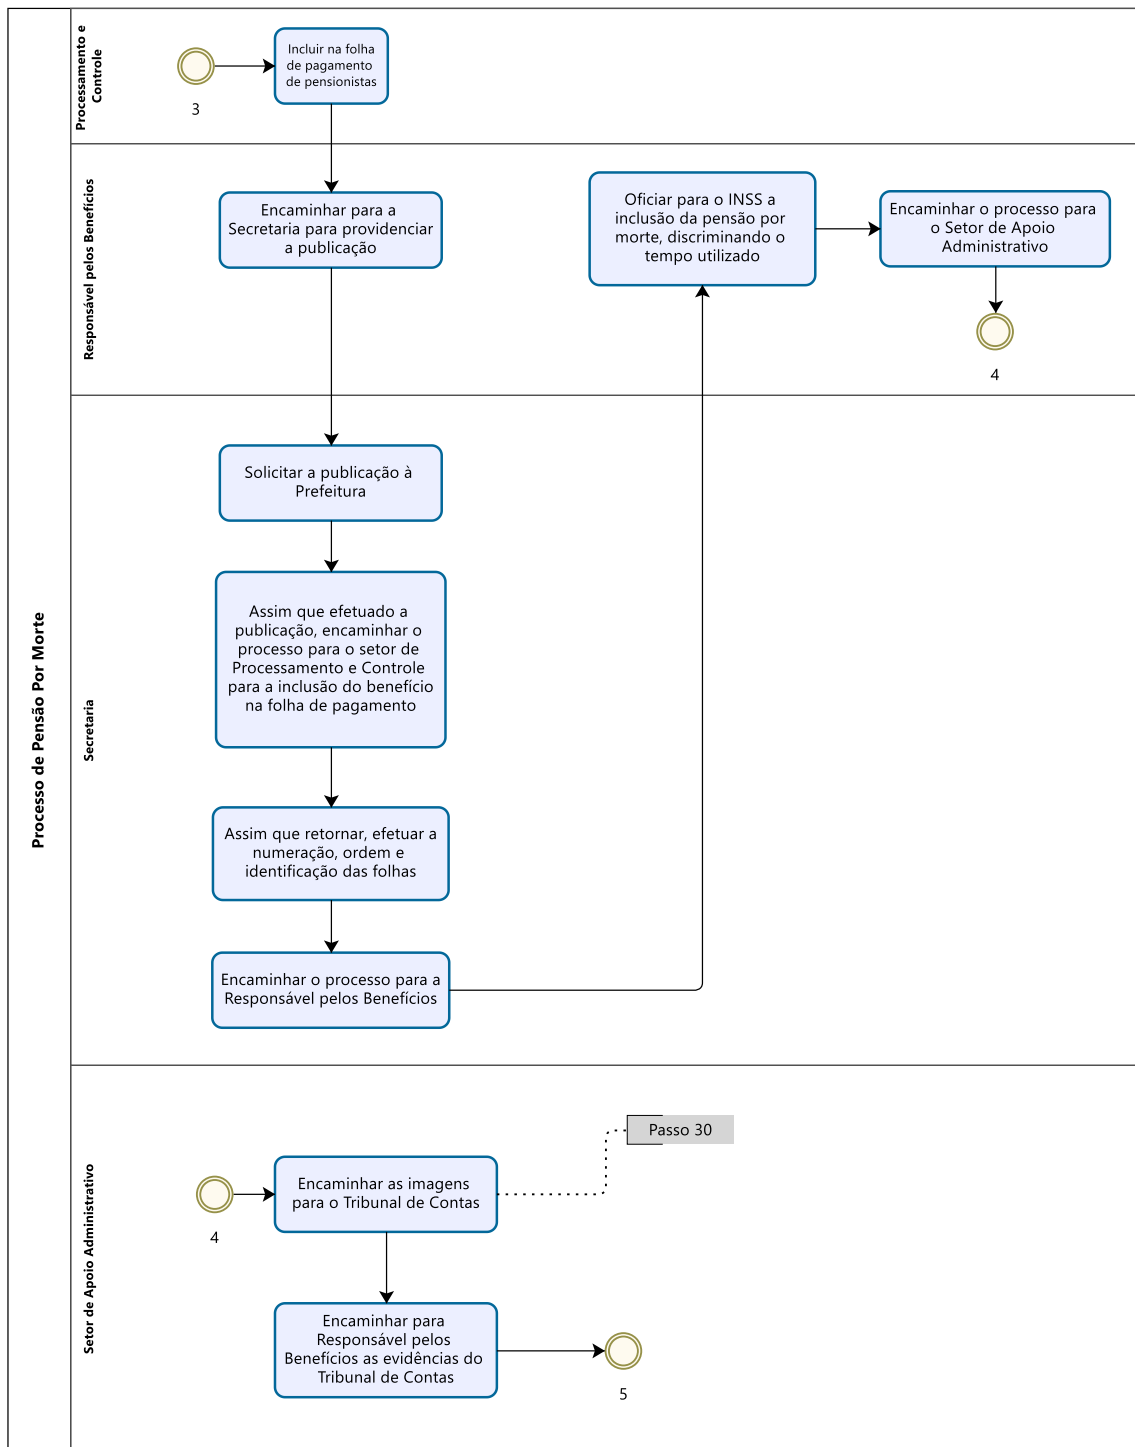 Processo de Pensão Por Morte
Processamento e
Controle
3
Incluir na folha
de pagamento
de pensionistas
Responsável pelos Benefícios
Encaminhar para a
Secretaria para providenciar
a publicação
Oficiar para o INSS a
inclusão da pensão por
morte, discriminando o
tempo utilizado
Encaminhar o processo para
o Setor de Apoio
Administrativo
4
Secretaria
Solicitar a publicação à
Prefeitura
Assim que efetuado a
publicação, encaminhar o
processo para o setor de
Processamento e Controle
para a inclusão do benefício
na folha de pagamento
Assim que retornar, efetuar a
numeração, ordem e
identificação das folhas
Encaminhar o processo para a
Responsável pelos Benefícios
Setor de Apoio Administrativo
Passo 30
4
Encaminhar as imagens
para o Tribunal de Contas
Encaminhar para
Responsável pelos
Benefícios as evidências do
Tribunal de Contas
5